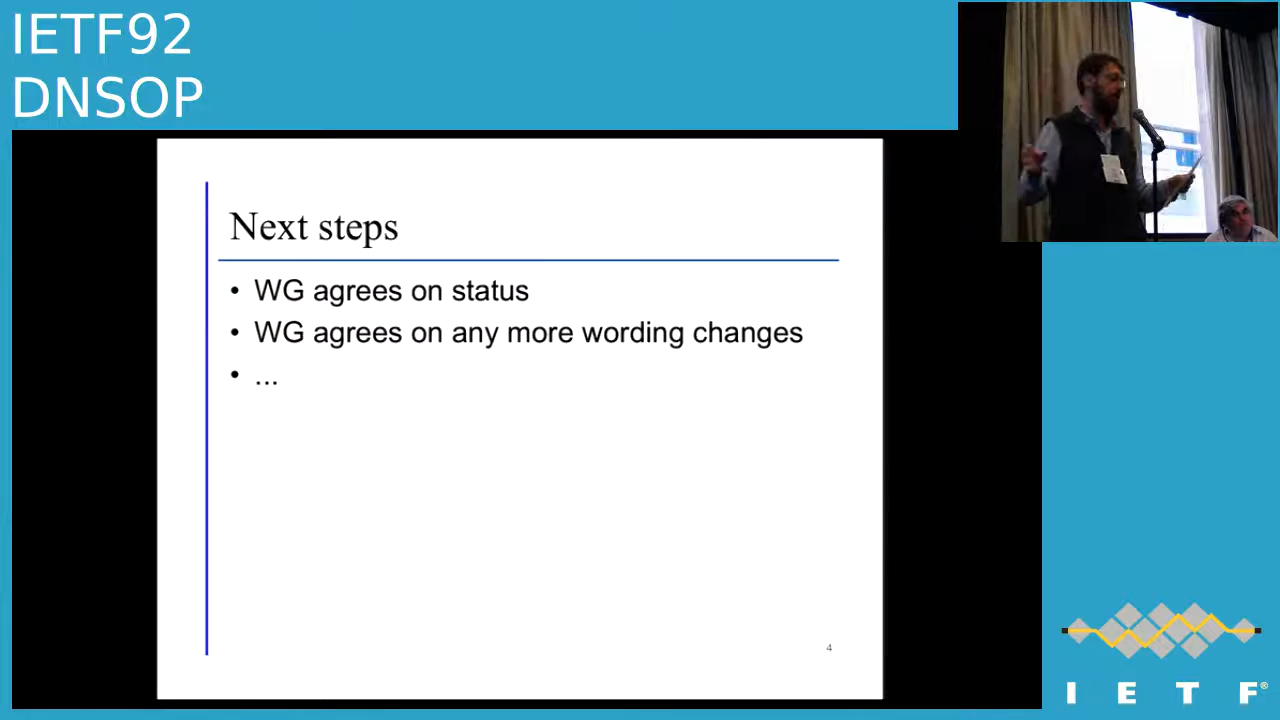 IETF92
DNSOP
Next steps
• WG agrees on status
• WG agrees on any more wording changes
• ...
4
I E T F®